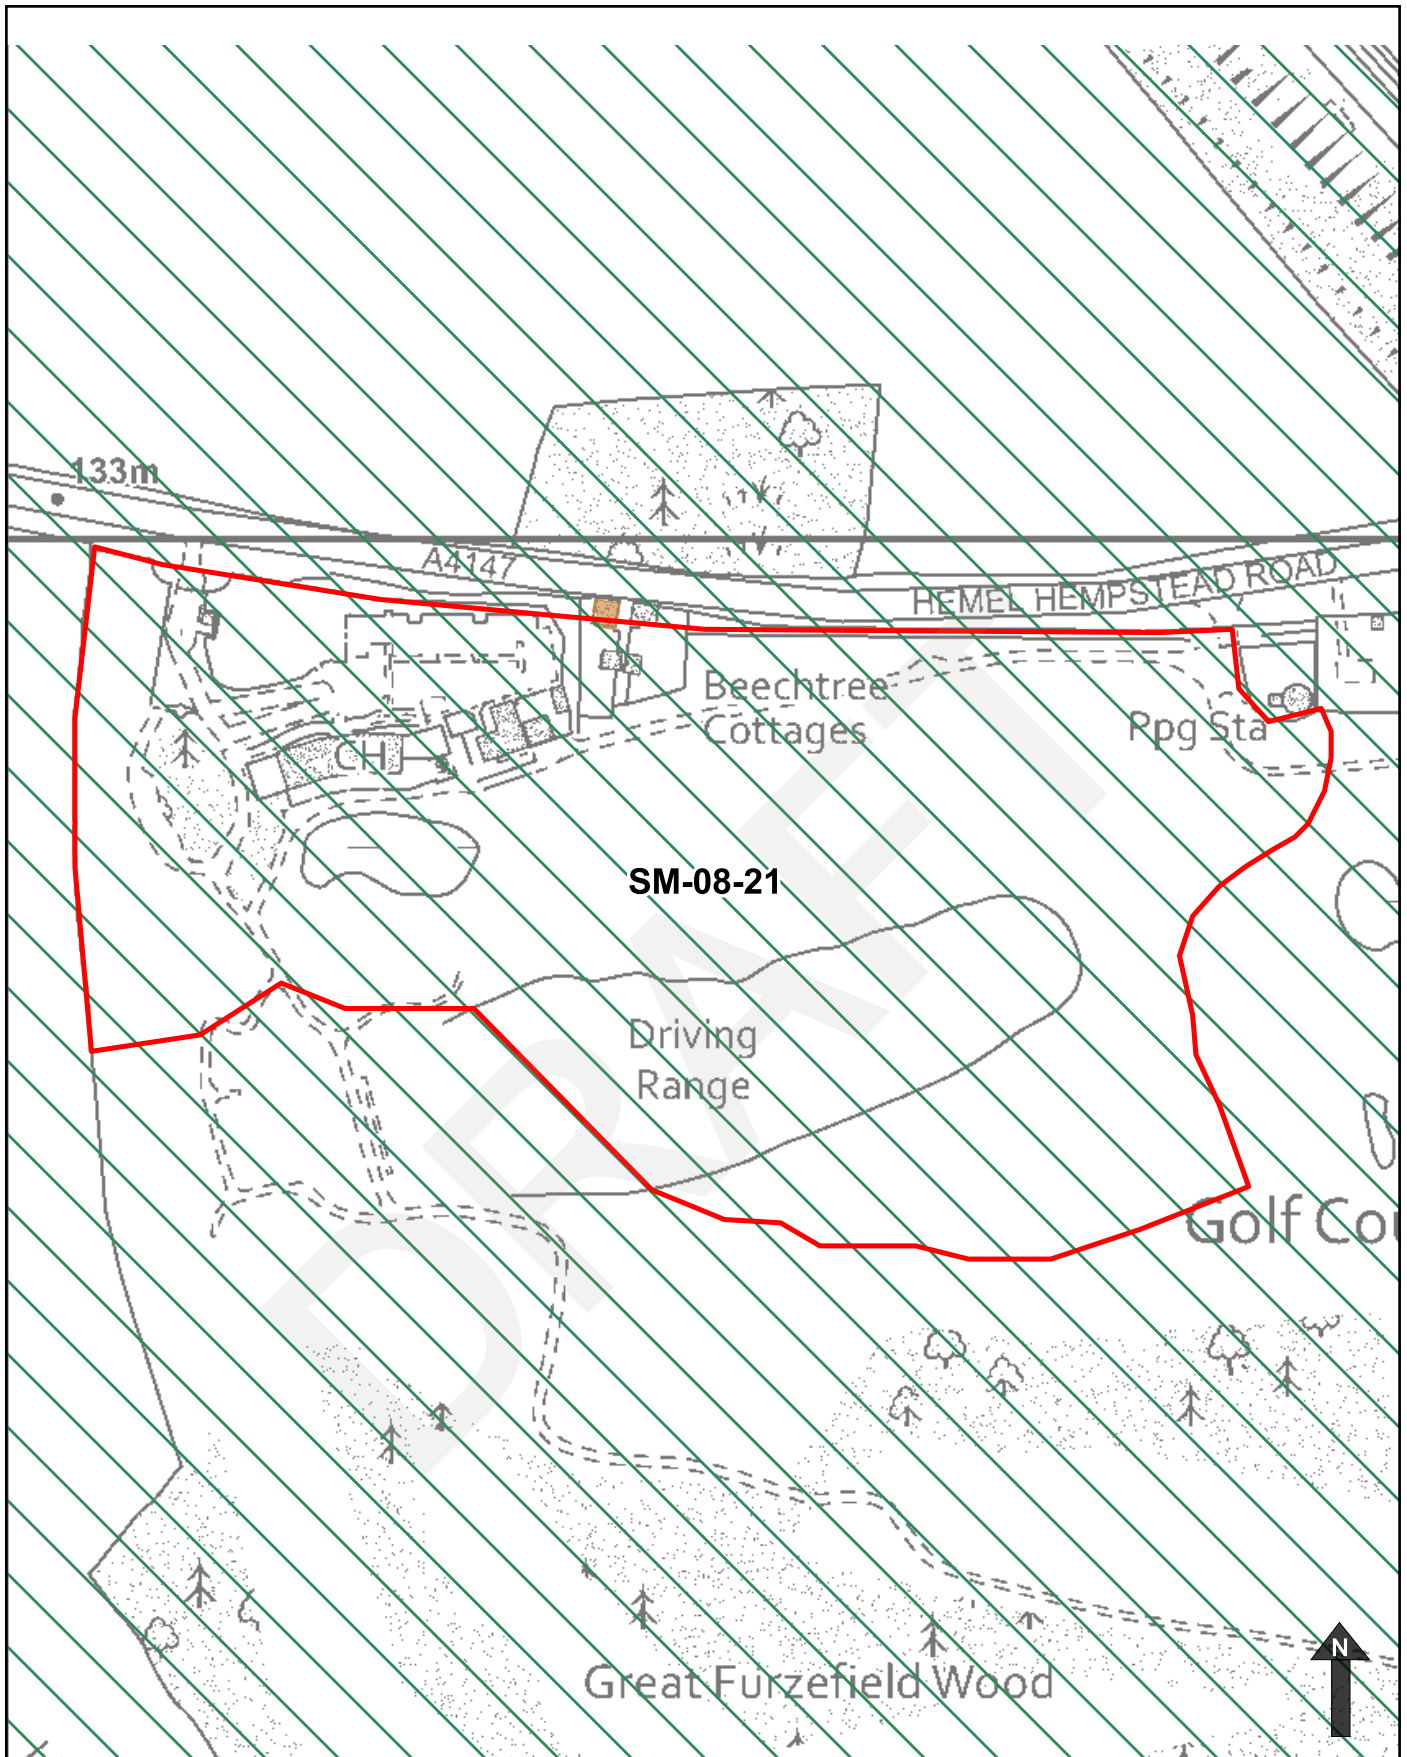 133m
A4147
HEMEL HEMPSTEAD ROAD
Beechtree
Cottages
Ppg Sta
CH
SM-08-21
Driving
Range
Golf Cou
DRAFT
Great Furzefield Wood
N